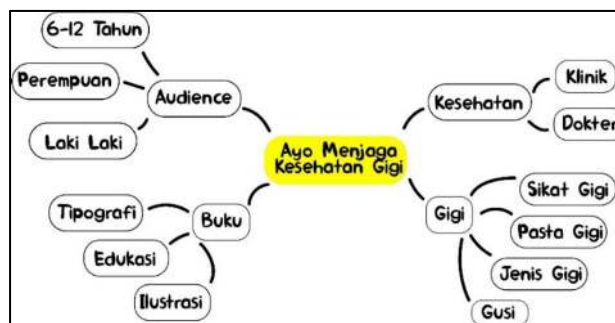 6-12 Tahun
Perempuan
Laki Laki
Audience
Tipografi
Edukasi
Ilustrasi
Buku
Ayo Menjaga
Kesehatan Gigi
Kesehatan
Klinik
Dokter
Gigi
Sikat Gigi
Pasta Gigi
Jenis Gigi
Gusi